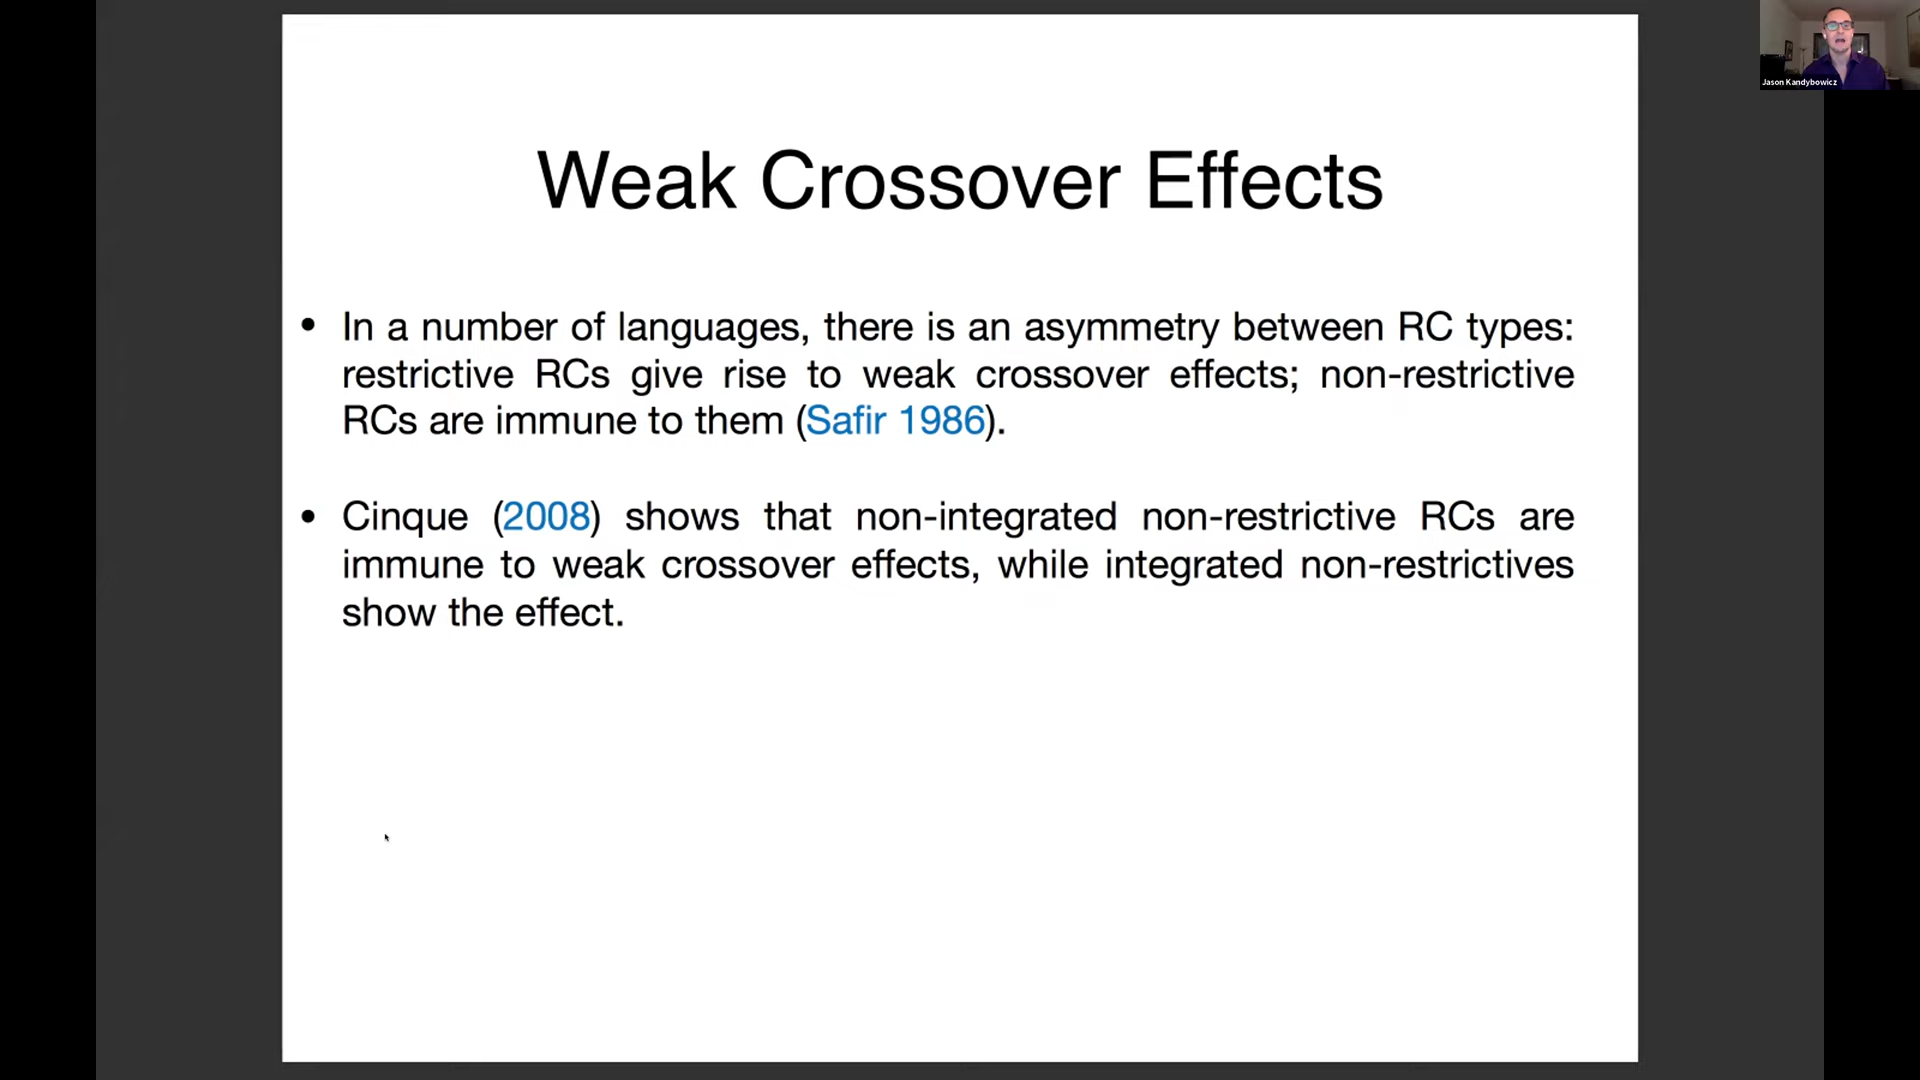 Jason Kandybowicz
Weak Crossover Effects
• In a number of languages, there is an asymmetry between RC types:
restrictive RCs give rise to weak crossover effects; non-restrictive
RCs are immune to them (Safir 1986).
• Cinque (2008) shows that non-integrated non-restrictive RCs are
immune to weak crossover effects, while integrated non-restrictives
show the effect.